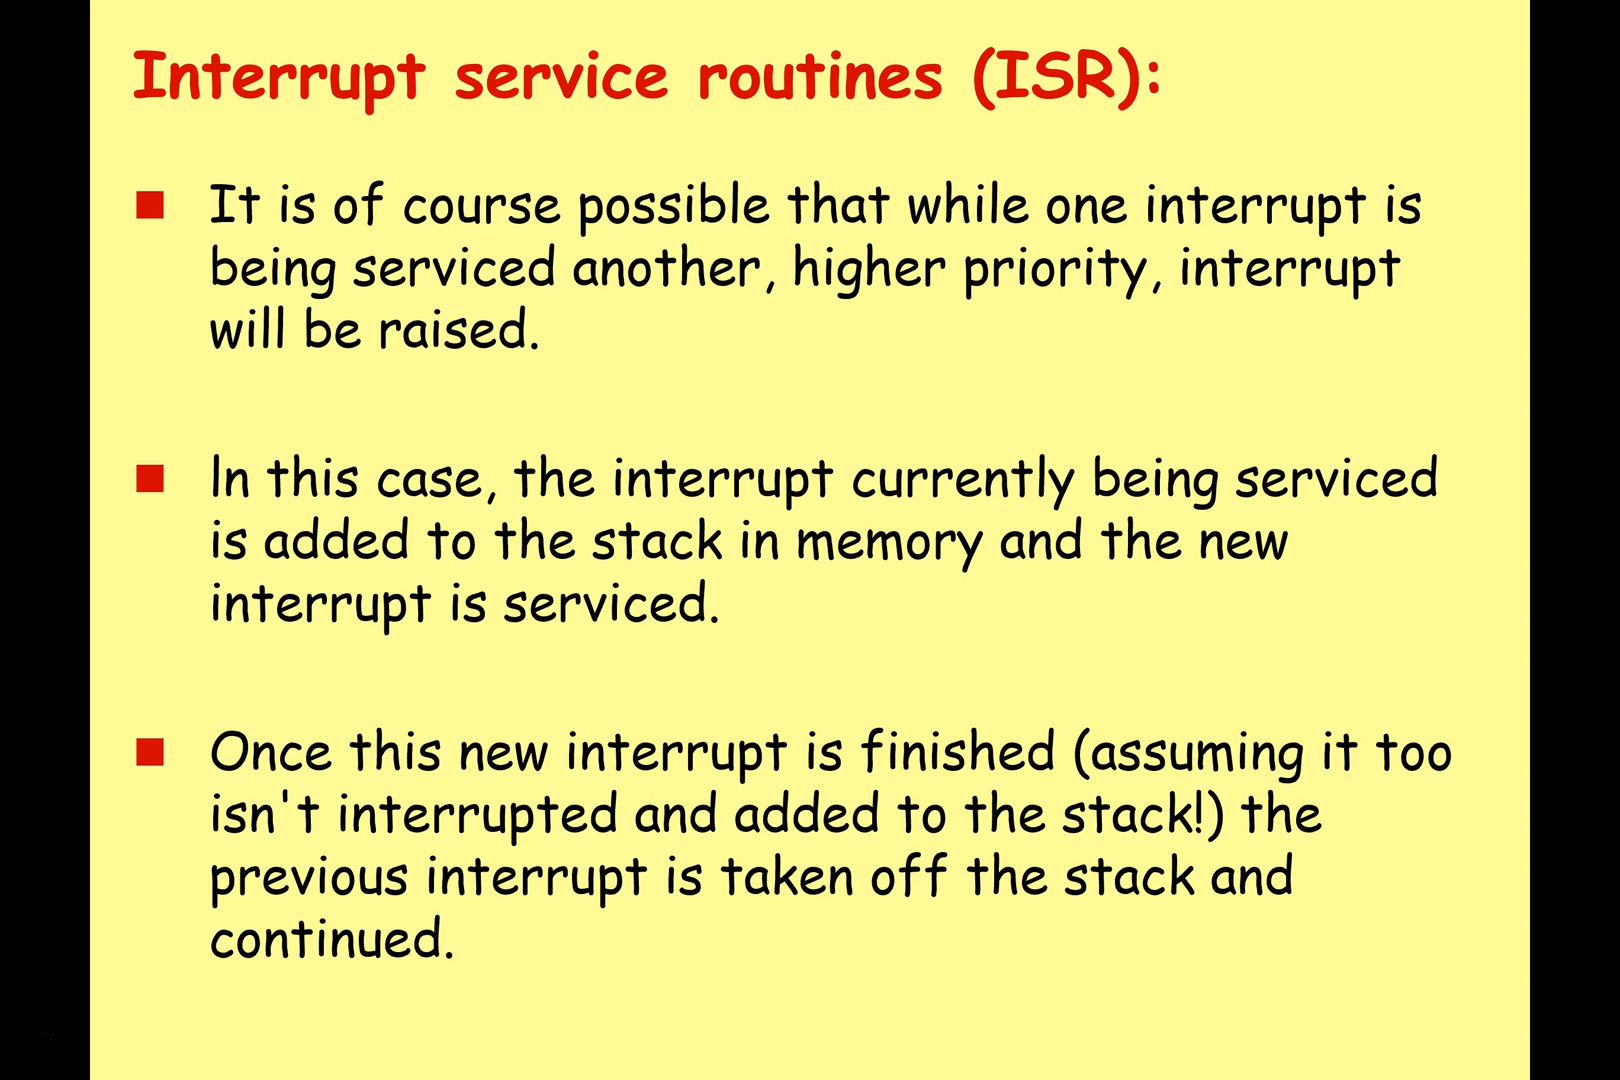 Interrupt service routines (ISR):
It is of course possible that while one interrupt is
being serviced another, higher priority, interrupt
will be raised.
In this case, the interrupt currently being serviced
is added to the stack in memory and the new
interrupt is serviced.
Once this new interrupt is finished (assuming it too
isn't interrupted and added to the stack!) the
previous interrupt is taken off the stack and
continued.